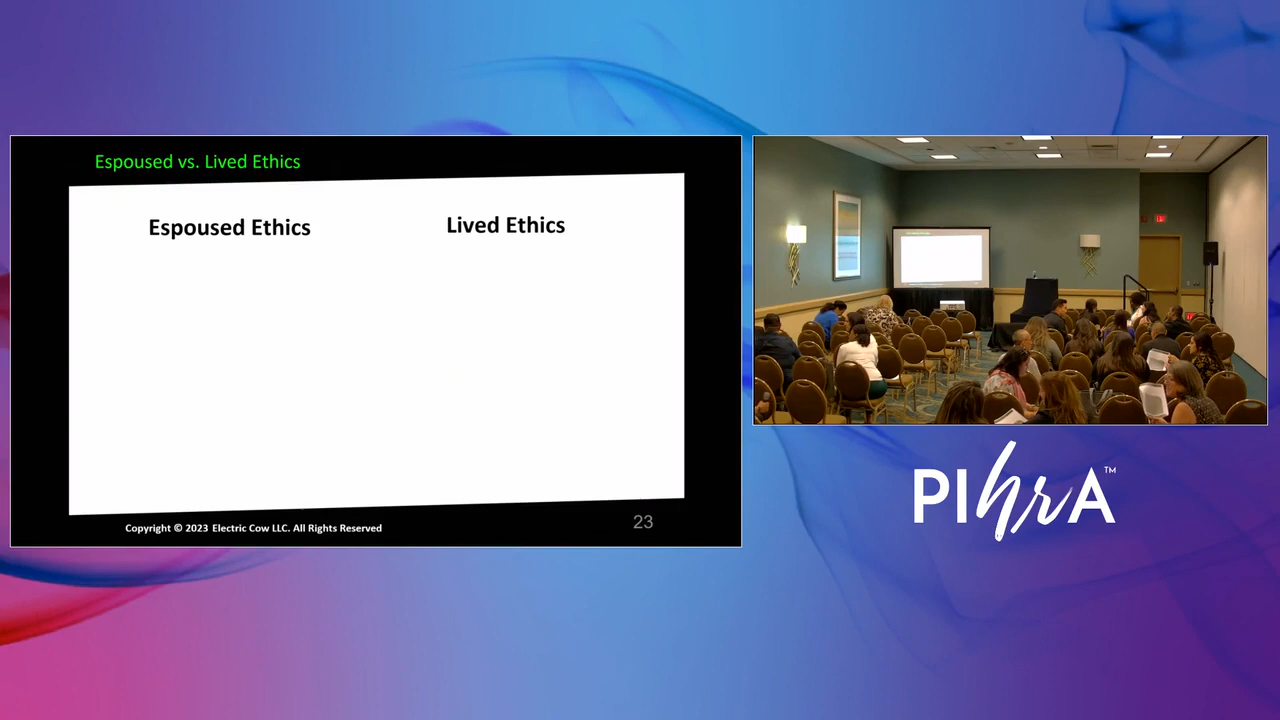 Espoused vs. Lived Ethics
Espoused Ethics
Lived Ethics
Copyright © 2023 Electric Cow LLC. All Rights Reserved
23
PIhrA™